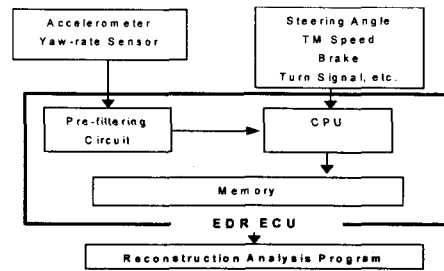 Accelerometer
Yaw-rate Sensor
Steering Angle
TM Speed
Brake
Turn Signal, etc.
Pre-filtering
Circuit
CPU
Memory
EDR ECU
Reconstruction Analysis Program